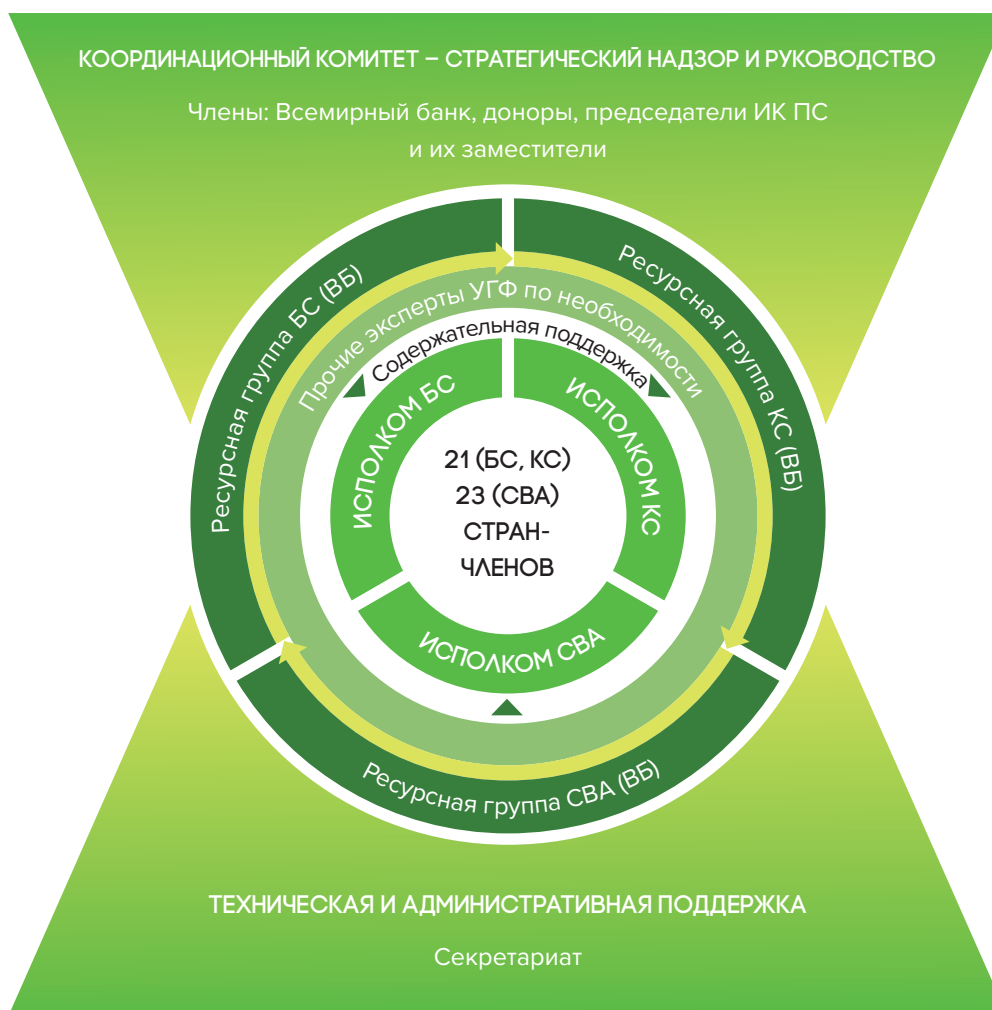 КООРДИНАЦИОННЫЙ КОМИТЕТ – СТРАТЕГИЧЕСКИЙ НАДЗОР И РУКОВОДСТВО
Члены: Всемирный банк, доноры, председатели ИК ПС
и их заместители
Ресурсная группа БС (ВБ)
Ресурсная группа КС (ВБ)
Прочие эксперты УГФ по необходимости
Содержательная поддержка
ИСПОЛКОМ БС
ИСПОЛКОМ КС
21 (БС, КС)
23 (СВА)
СТРАН-
ЧЛЕНОВ
ИСПОЛКОМ СВА
Ресурсная группа СВА (ВБ)
ТЕХНИЧЕСКАЯ И АДМИНИСТРАТИВНАЯ ПОДДЕРЖКА
Секретариат